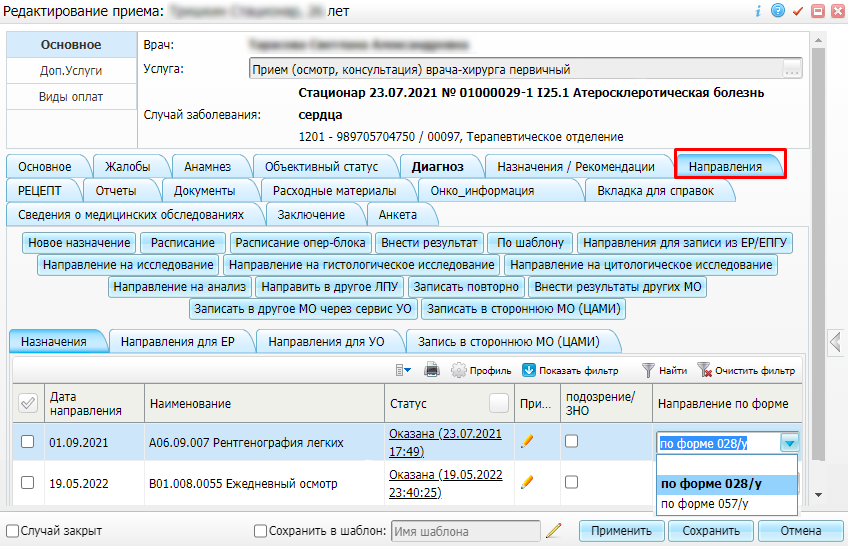 Редактирование приема: лет
Основное
Доп.Услуги
Виды оплат
Врач:
Услуга: Прием (осмотр, консультация) врача-хирурга первичный ...
Стационар 23.07.2021 № 01000029-1 I25.1 Атеросклеротическая болезнь
Случай заболевания: сердца
1201 - 989705704750 / 00097, Терапевтическое отделение
Основное Жалобы Анамнез Объективный статус Диагноз Назначения / Рекомендации Направления
РЕЦЕПТ Отчеты Документы Расходные материалы Онко_информация Вкладка для справок
Сведения о медицинских обследованиях Заключение Анкета
Новое назначение Расписание Расписание опер-блока Внести результат По шаблону Направления для записи из ЕР/ЕПГУ
Направление на исследование Направление на гистологическое исследование Направление на цитологическое исследование
Направление на анализ Направить в другое ЛПУ Записать повторно Внести результаты других МО
Записать в другое МО через сервис УО Записать в стороннюю МО (ЦАМИ)
Назначения Направления для ЕР Направления для УО Запись в стороннюю МО (ЦАМИ)
Профиль Показать фильтр Найти Очистить фильтр
Дата направления Наименование Статус При... подозрение/ЗНО Направление по форме
01.09.2021 A06.09.007 Рентгенография легких Оказана (23.07.2021 17:49) по форме 028/у
19.05.2022 B01.008.0055 Ежедневный осмотр Оказана (19.05.2022 23:40:25)
по форме 028/у
по форме 057/у
Случай закрыт Сохранить в шаблон: Имя шаблона Применить Сохранить Отмена